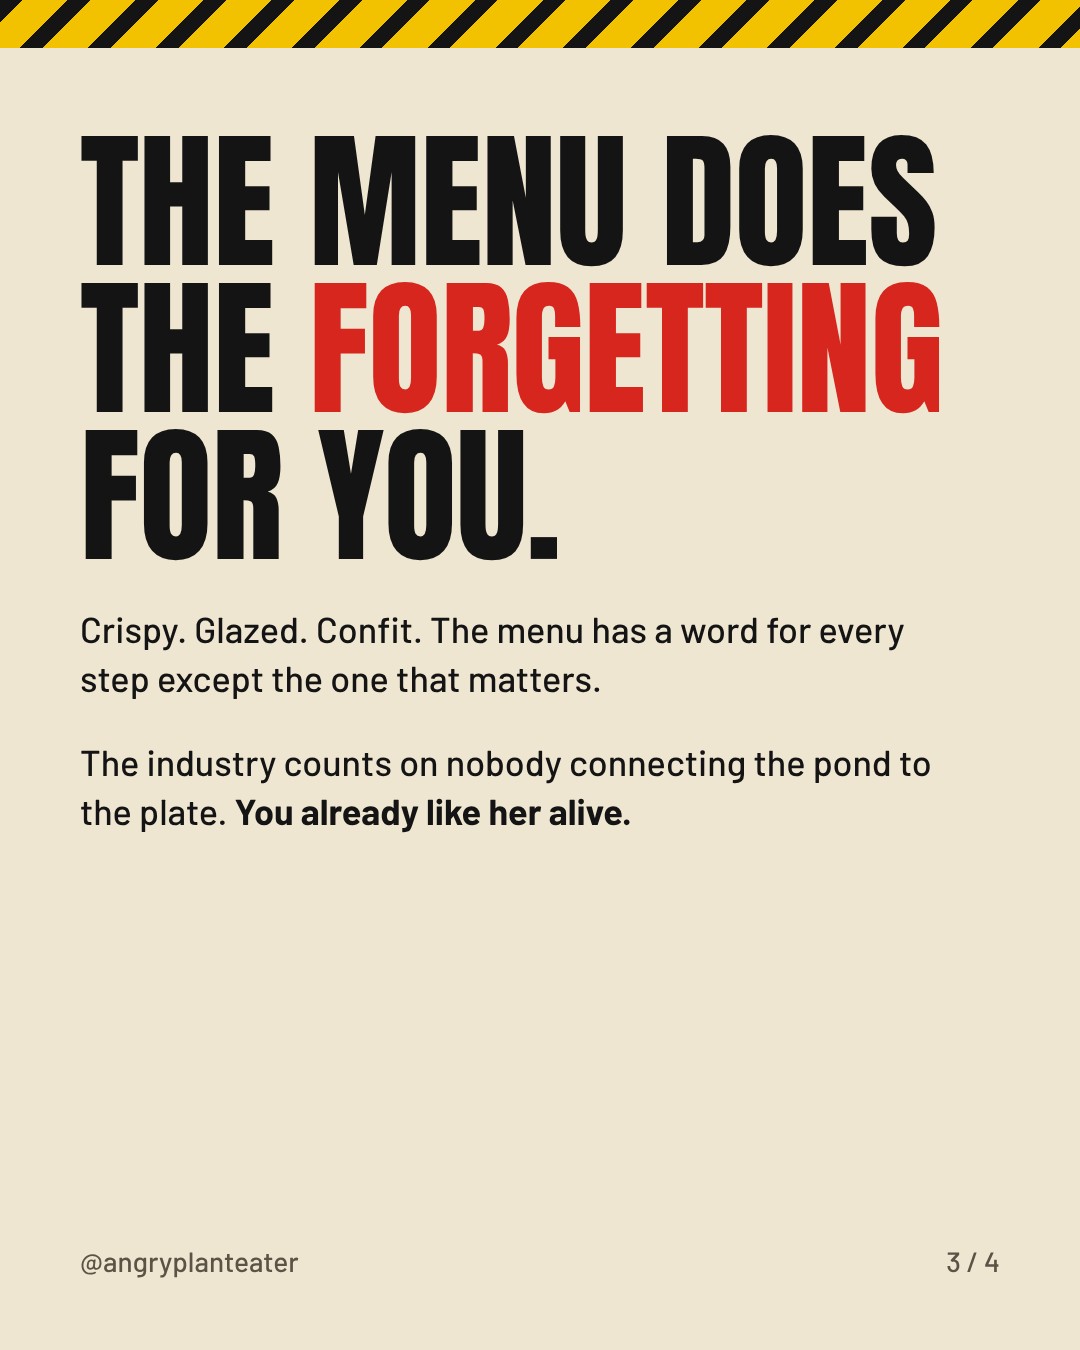 THE MENU DOES
THE FORGETTING
FOR YOU.
Crispy. Glazed. Confit. The menu has a word for every
step except the one that matters.
The industry counts on nobody connecting the pond to
the plate. You already like her alive.
@angryplanteater
3 / 4